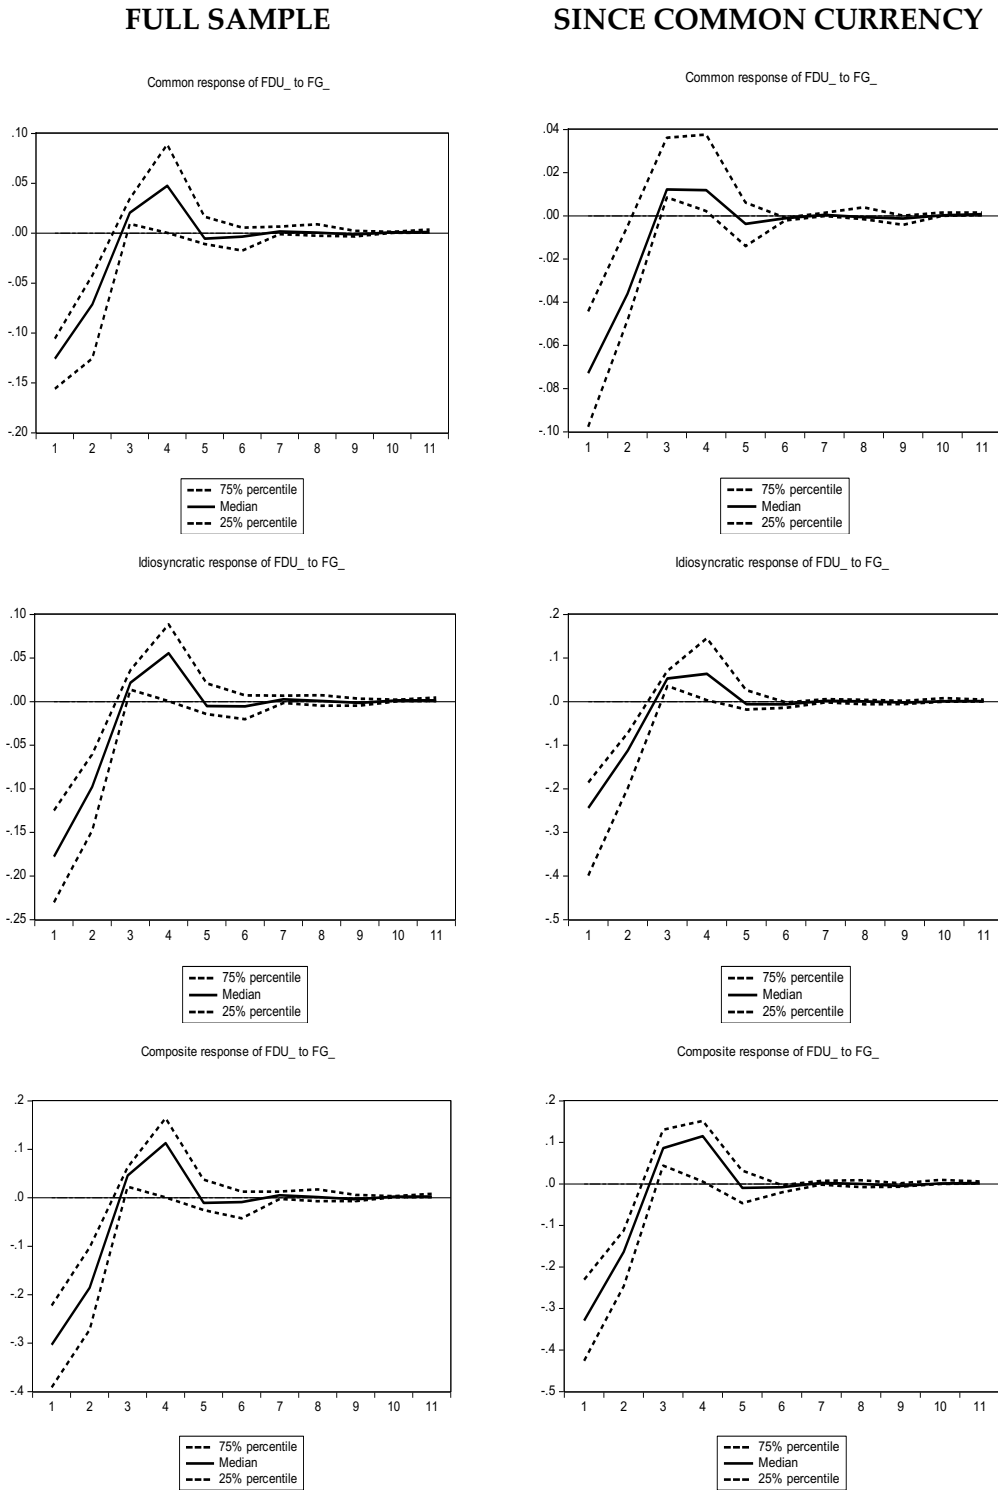 FULL SAMPLE
SINCE COMMON CURRENCY
Common response of FDU_ to FG_
.10
.05
.00
-.05
-.10
-.15
-.20
1 2 3 4 5 6 7 8 9 10 11
75% percentile
Median
25% percentile
Common response of FDU_ to FG_
.04
.02
.00
-.02
-.04
-.06
-.08
-.10
1 2 3 4 5 6 7 8 9 10 11
75% percentile
Median
25% percentile
Idiosyncratic response of FDU_ to FG_
.10
.05
.00
-.05
-.10
-.15
-.20
-.25
1 2 3 4 5 6 7 8 9 10 11
75% percentile
Median
25% percentile
Idiosyncratic response of FDU_ to FG_
.2
.1
.0
-.1
-.2
-.3
-.4
-.5
1 2 3 4 5 6 7 8 9 10 11
75% percentile
Median
25% percentile
Composite response of FDU_ to FG_
.2
.1
.0
-.1
-.2
-.3
-.4
1 2 3 4 5 6 7 8 9 10 11
75% percentile
Median
25% percentile
Composite response of FDU_ to FG_
.2
.1
.0
-.1
-.2
-.3
-.4
-.5
1 2 3 4 5 6 7 8 9 10 11
75% percentile
Median
25% percentile